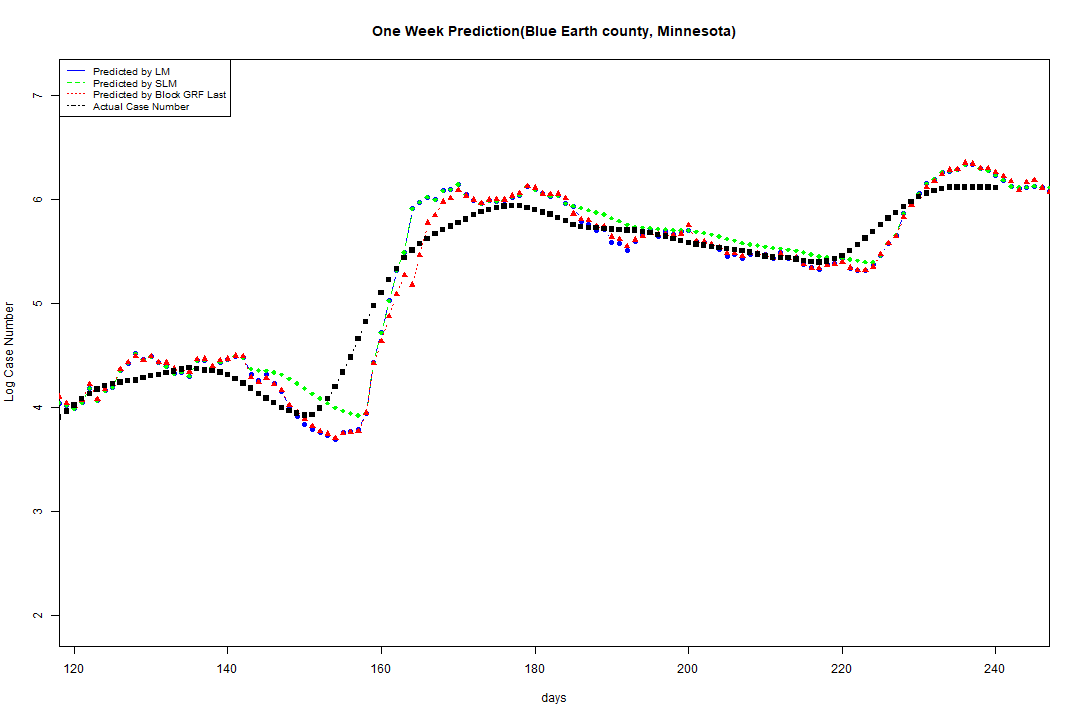 One Week Prediction(Blue Earth county, Minnesota)
Predicted by LM
Predicted by SLM
Predicted by Block GRF Last
Actual Case Number
7
6
5
4
3
2
Log Case Number
120 140 160 180 200 220 240
days